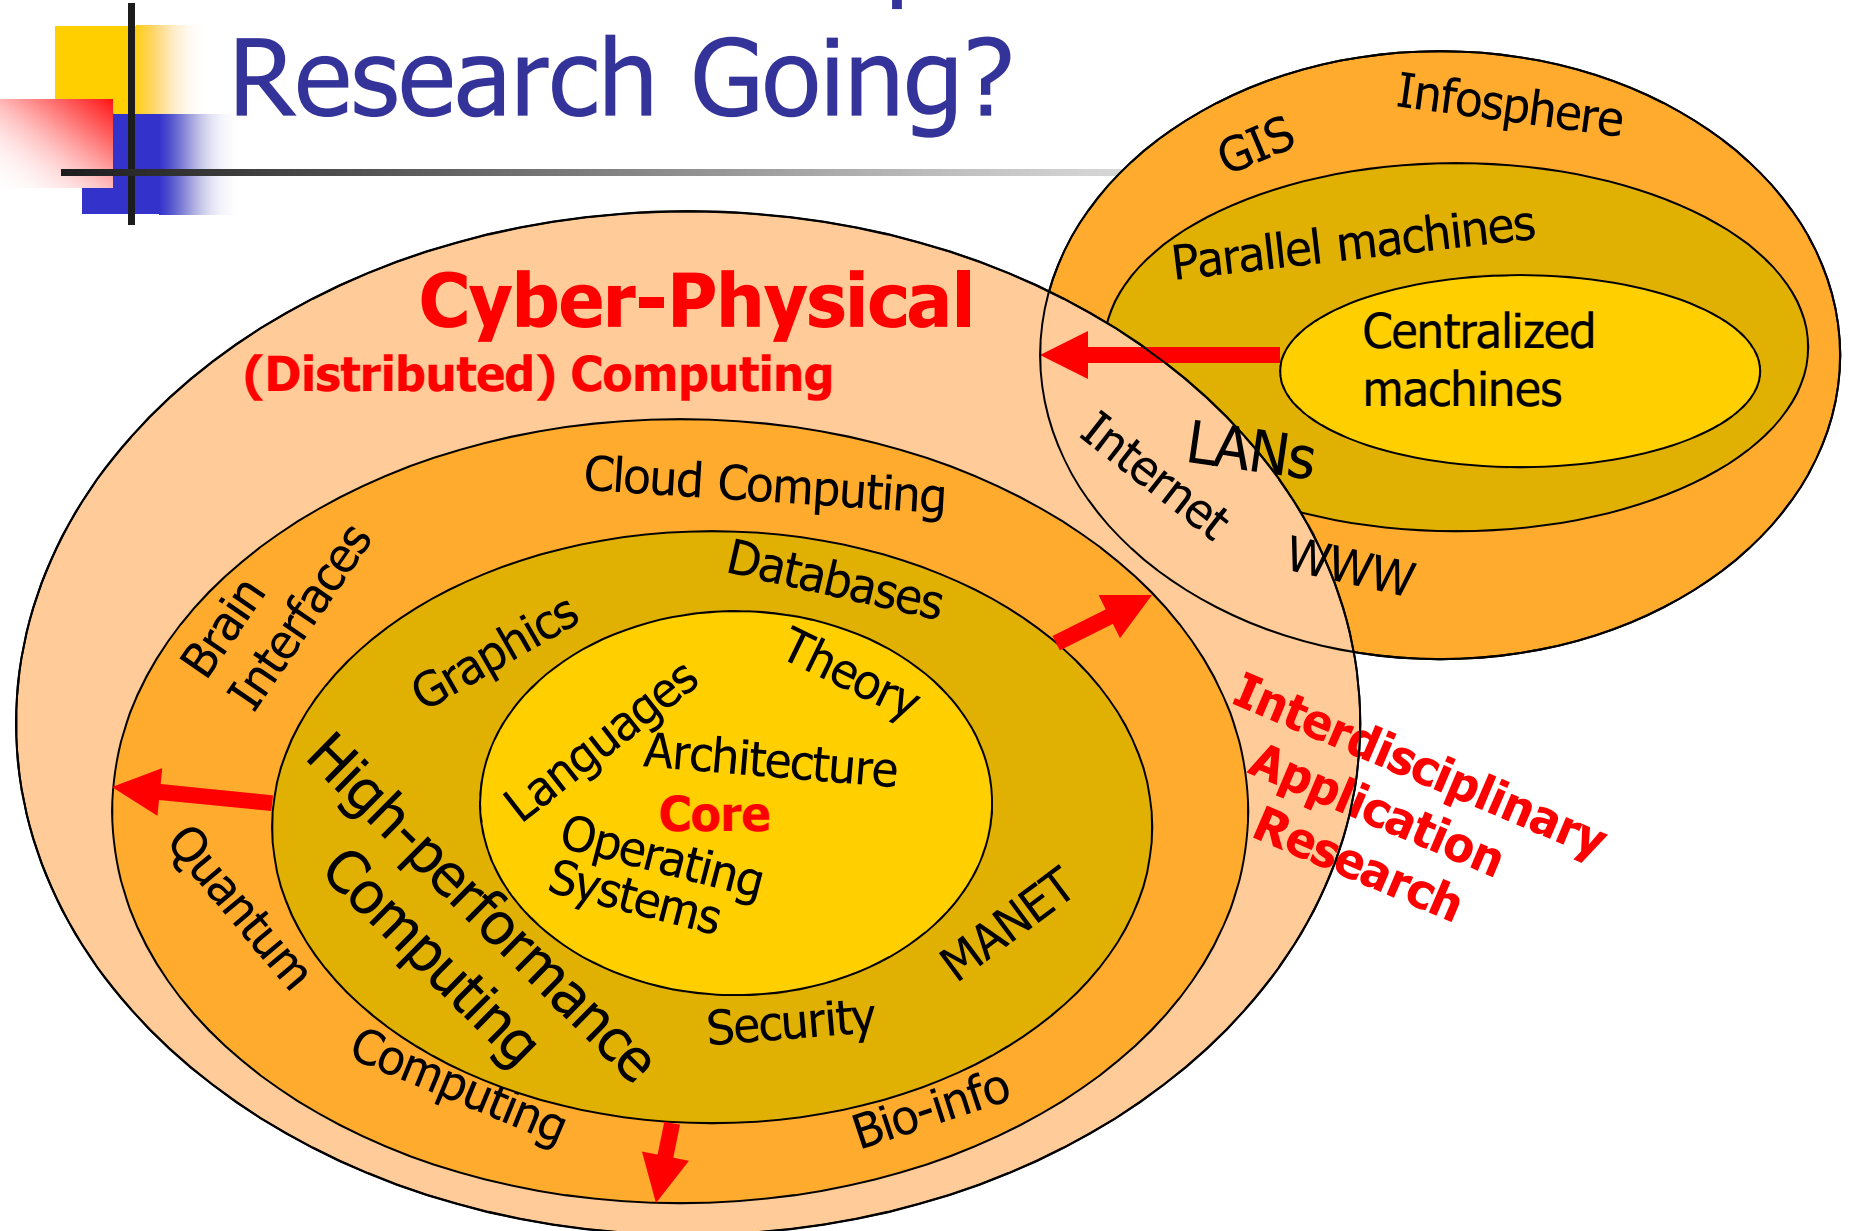 Research Going?
Infosphere
GIS
Parallel machines
Centralized
machines
LANs
Internet
WWW
Cyber-Physical
(Distributed) Computing
Cloud Computing
Brain
Interfaces
Databases
Graphics
Theory
Languages
Architecture
Core
Operating
Systems
High-performance
Computing
MANET
Security
Quantum
Computing
Bio-info
Interdisciplinary
Application
Research